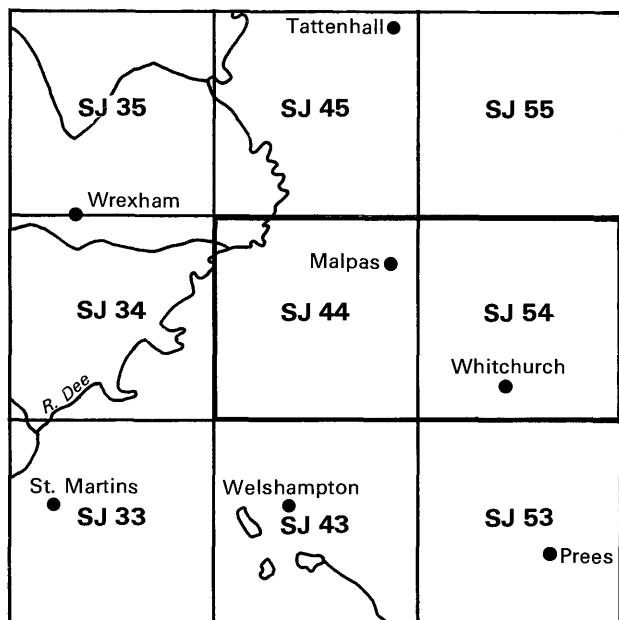 Tattenhall
SJ 35
SJ 45
SJ 55
Wrexham
Malpas
SJ 34
SJ 44
SJ 54
Whitchurch
R. Dee
St. Martins
Welshampton
SJ 33
SJ 43
SJ 53
Prees